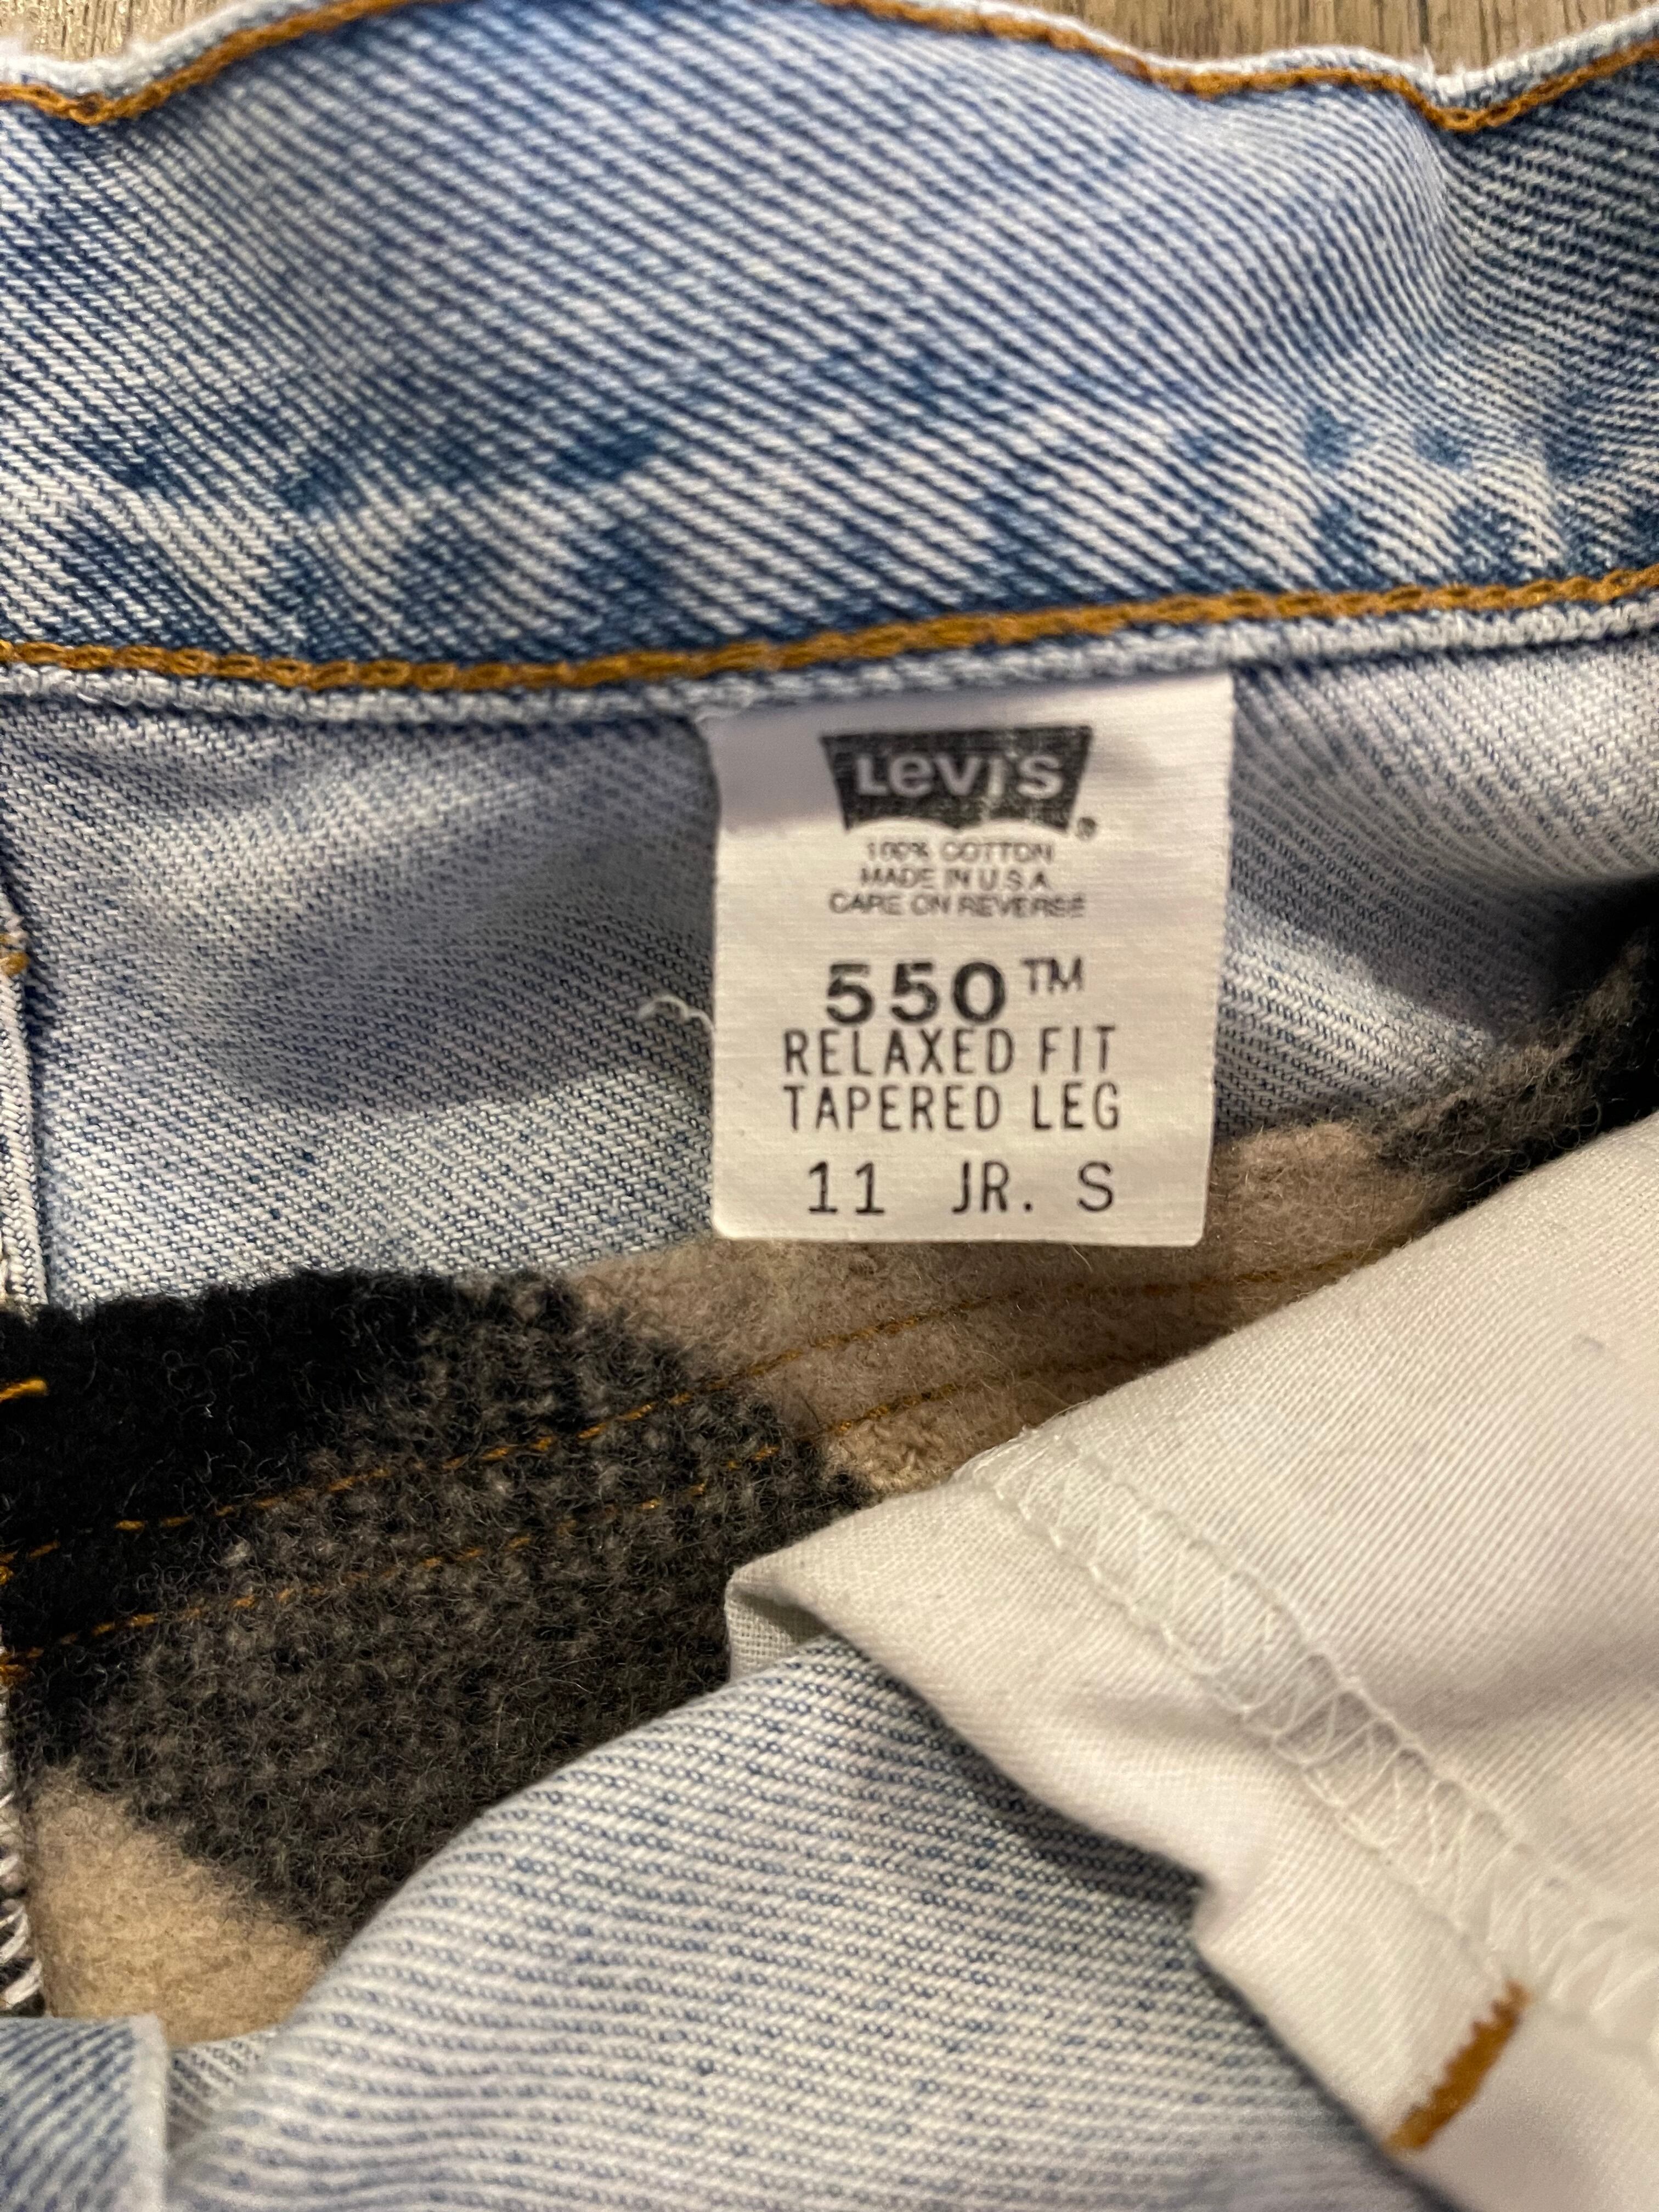 LEVI'S®
100% COTTON
MADE IN U.S.A.
CARE ON REVERSE
550™
RELAXED FIT
TAPERED LEG
11 JR. S